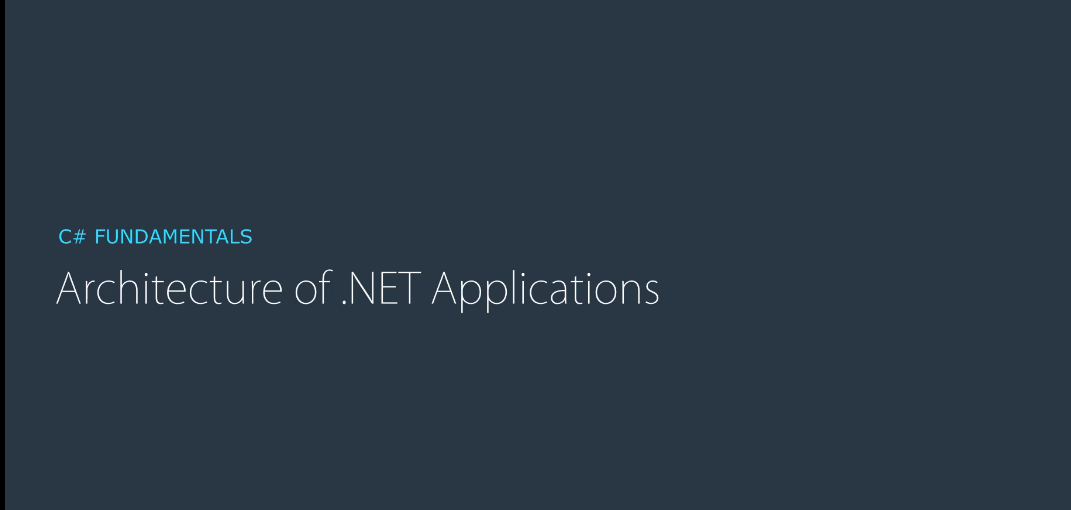 C# FUNDAMENTALS
Architecture of .NET Applications